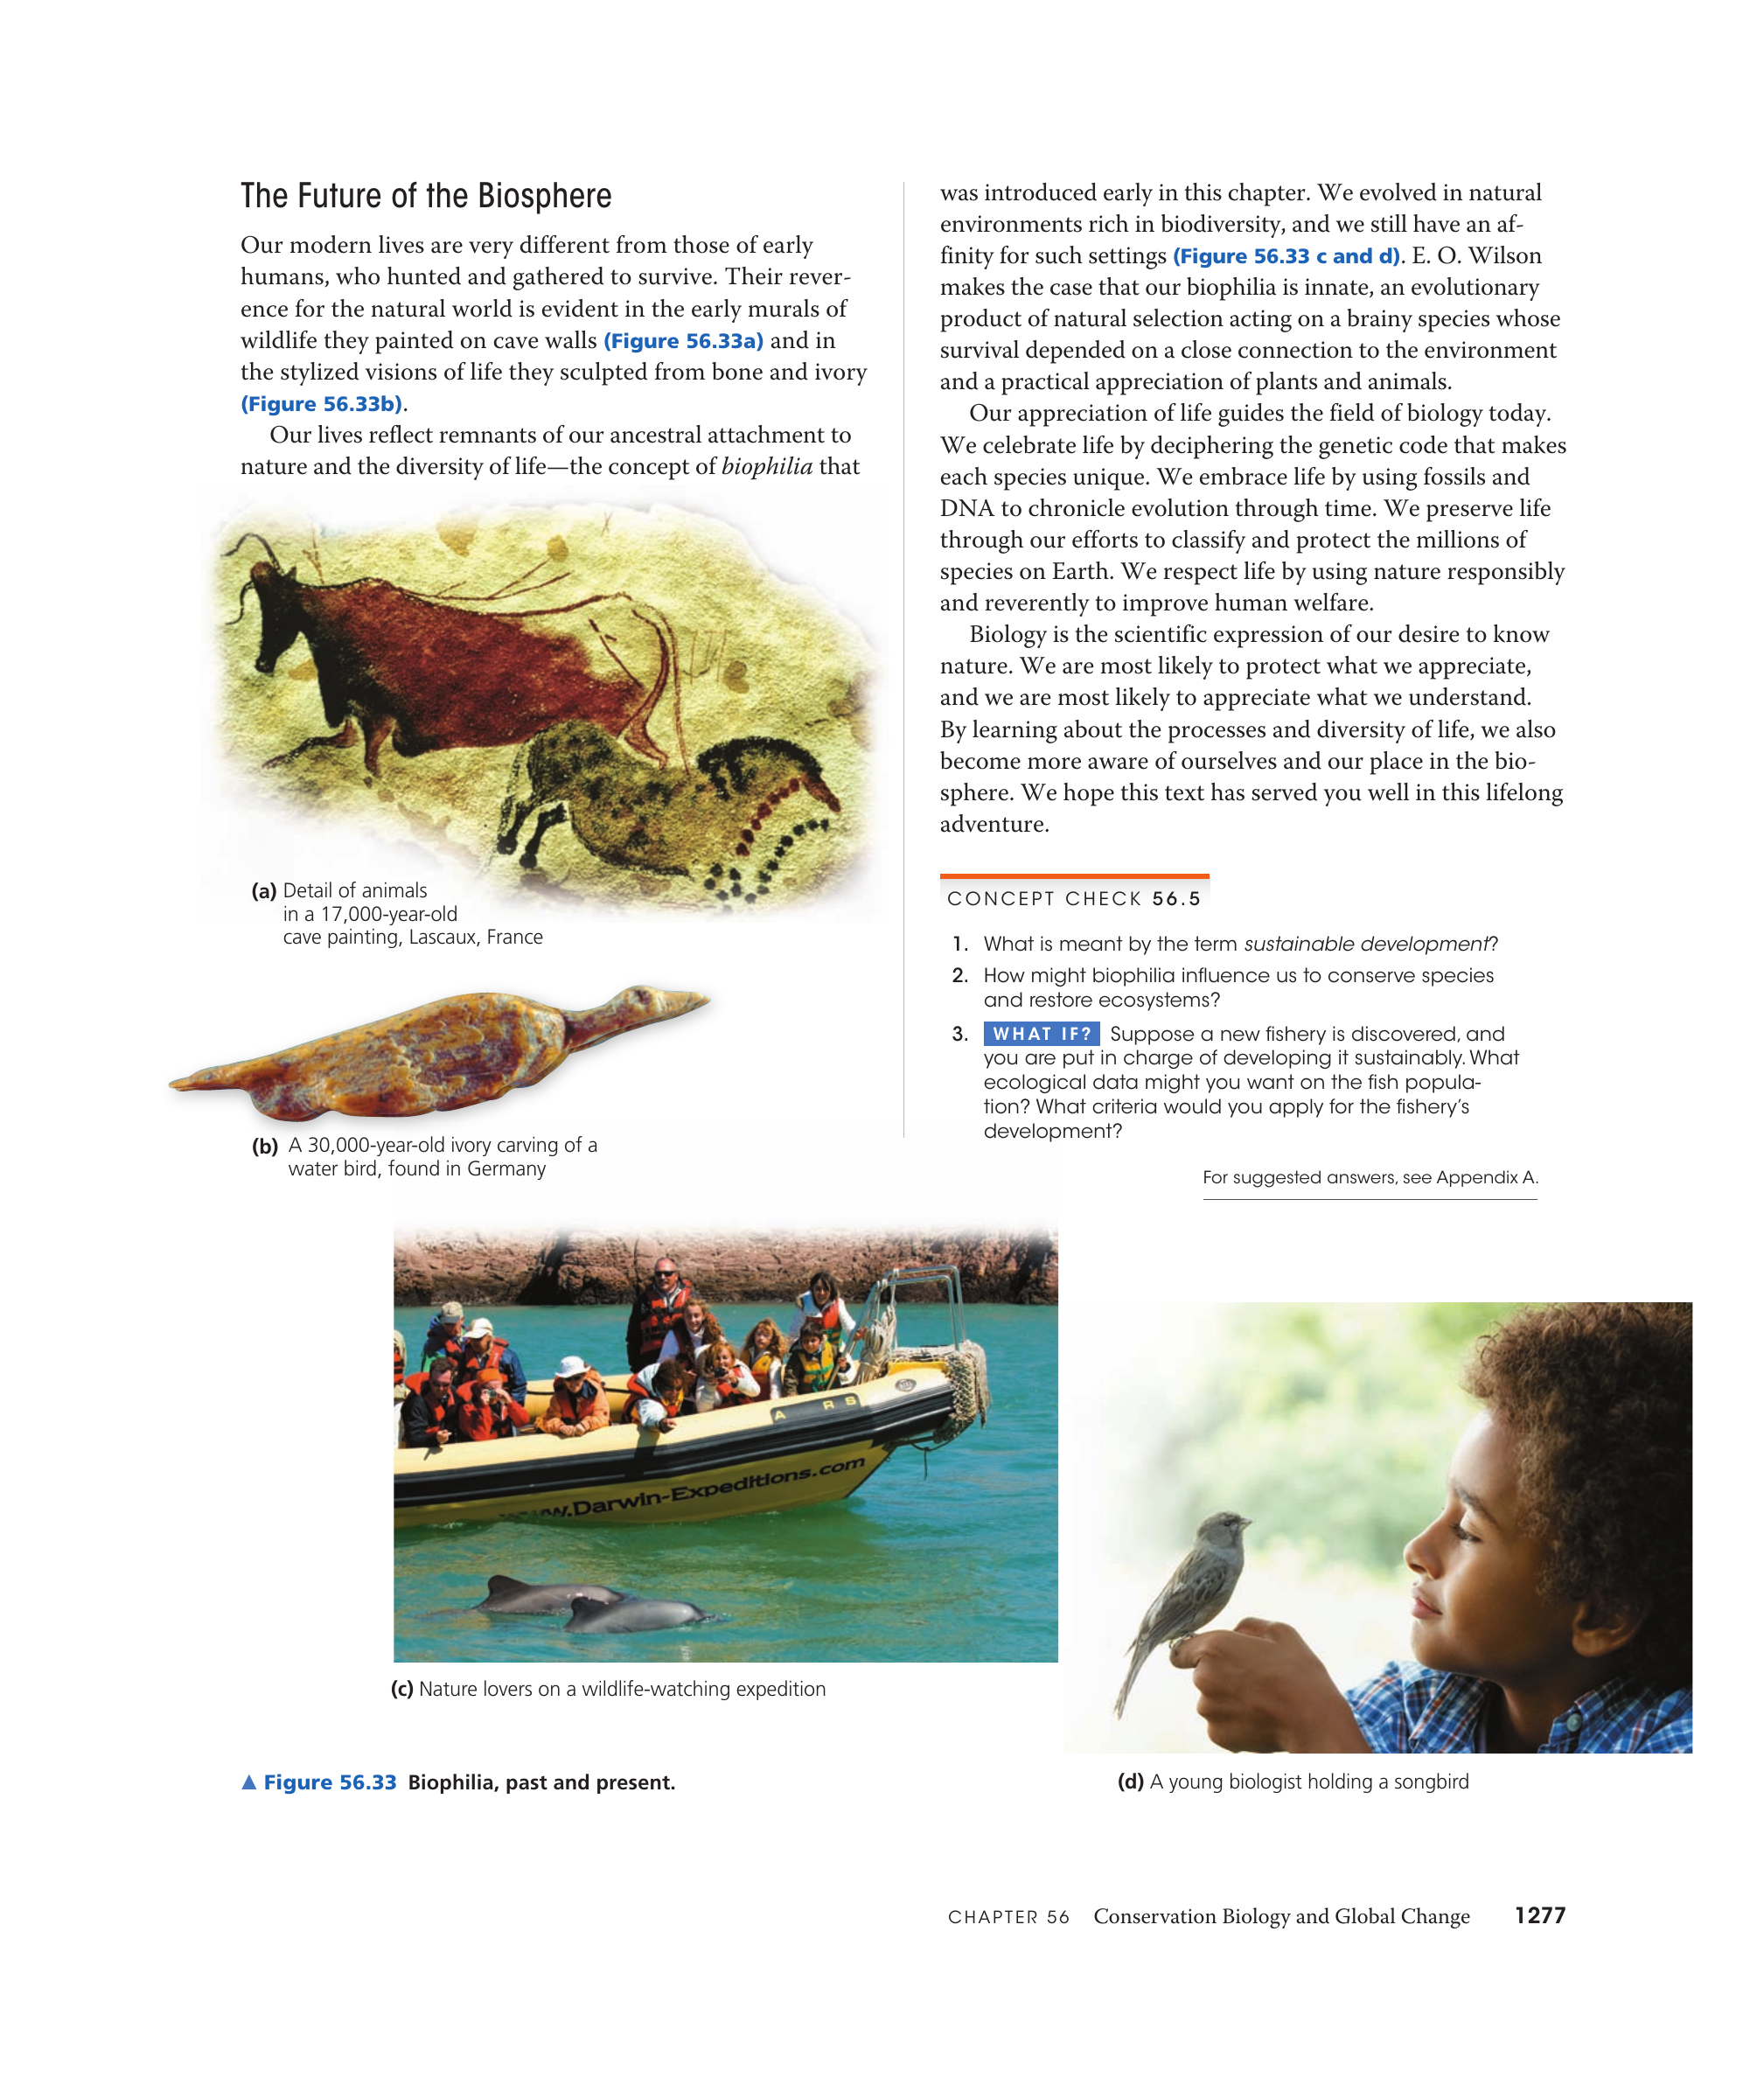 The Future of the Biosphere
Our modern lives are very different from those of early
humans, who hunted and gathered to survive. Their rever-
ence for the natural world is evident in the early murals of
wildlife they painted on cave walls (Figure 56.33a) and in
the stylized visions of life they sculpted from bone and ivory
(Figure 56.33b).
Our lives reflect remnants of our ancestral attachment to
nature and the diversity of life—the concept of biophilia that
(a) Detail of animals
in a 17,000-year-old
cave painting, Lascaux, France
(b) A 30,000-year-old ivory carving of a
water bird, found in Germany
was introduced early in this chapter. We evolved in natural
environments rich in biodiversity, and we still have an af-
finity for such settings (Figure 56.33 c and d). E. O. Wilson
makes the case that our biophilia is innate, an evolutionary
product of natural selection acting on a brainy species whose
survival depended on a close connection to the environment
and a practical appreciation of plants and animals.
Our appreciation of life guides the field of biology today.
We celebrate life by deciphering the genetic code that makes
each species unique. We embrace life by using fossils and
DNA to chronicle evolution through time. We preserve life
through our efforts to classify and protect the millions of
species on Earth. We respect life by using nature responsibly
and reverently to improve human welfare.
Biology is the scientific expression of our desire to know
nature. We are most likely to protect what we appreciate,
and we are most likely to appreciate what we understand.
By learning about the processes and diversity of life, we also
become more aware of ourselves and our place in the bio-
sphere. We hope this text has served you well in this lifelong
adventure.
CONCEPT CHECK 56.5
1. What is meant by the term sustainable development?
2. How might biophilia influence us to conserve species
and restore ecosystems?
3. WHAT IF? Suppose a new fishery is discovered, and
you are put in charge of developing it sustainably. What
ecological data might you want on the fish popula-
tion? What criteria would you apply for the fishery's
development?
For suggested answers, see Appendix A.
A R S
www.Darwin-Expeditions.com
(c) Nature lovers on a wildlife-watching expedition
▲ Figure 56.33 Biophilia, past and present.
(d) A young biologist holding a songbird
CHAPTER 56 Conservation Biology and Global Change 1277